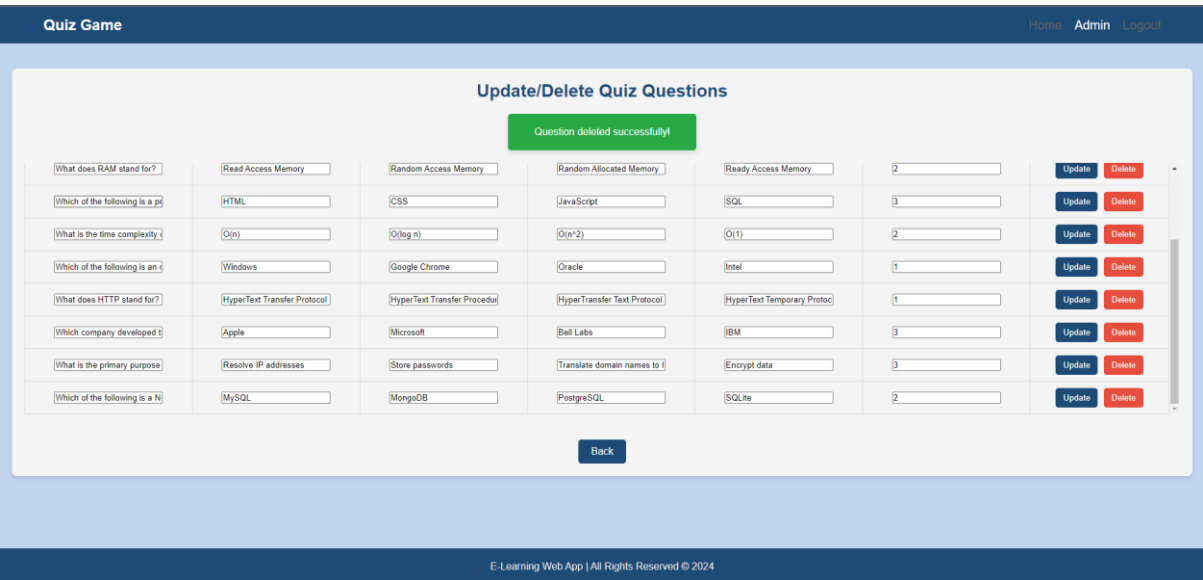 Quiz Game Home Admin Logout
Update/Delete Quiz Questions
Question deleted successfully!
What does RAM stand for? Read Access Memory Random Access Memory Random Allocated Memory Ready Access Memory 2 Update Delete
Which of the following is a HTML CSS JavaScript SQL 3 Update Delete
What is the time complexity O(n) O(log n) O(n^2) O(1) 2 Update Delete
Which of the following is an Windows Google Chrome Oracle Intel 1 Update Delete
What does HTTP stand for? HyperText Transfer Protocol HyperText Transfer Procedur HyperTransfer Text Protocol HyperText Temporary Protoc 1 Update Delete
Which company developed t Apple Microsoft Bell Labs IBM 3 Update Delete
What is the primary purpose Resolve IP addresses Store passwords Translate domain names to Encrypt data 3 Update Delete
Which of the following is a MySQL MongoDB PostgreSQL SQLite 2 Update Delete
Back
E-Learning Web App | All Rights Reserved © 2024